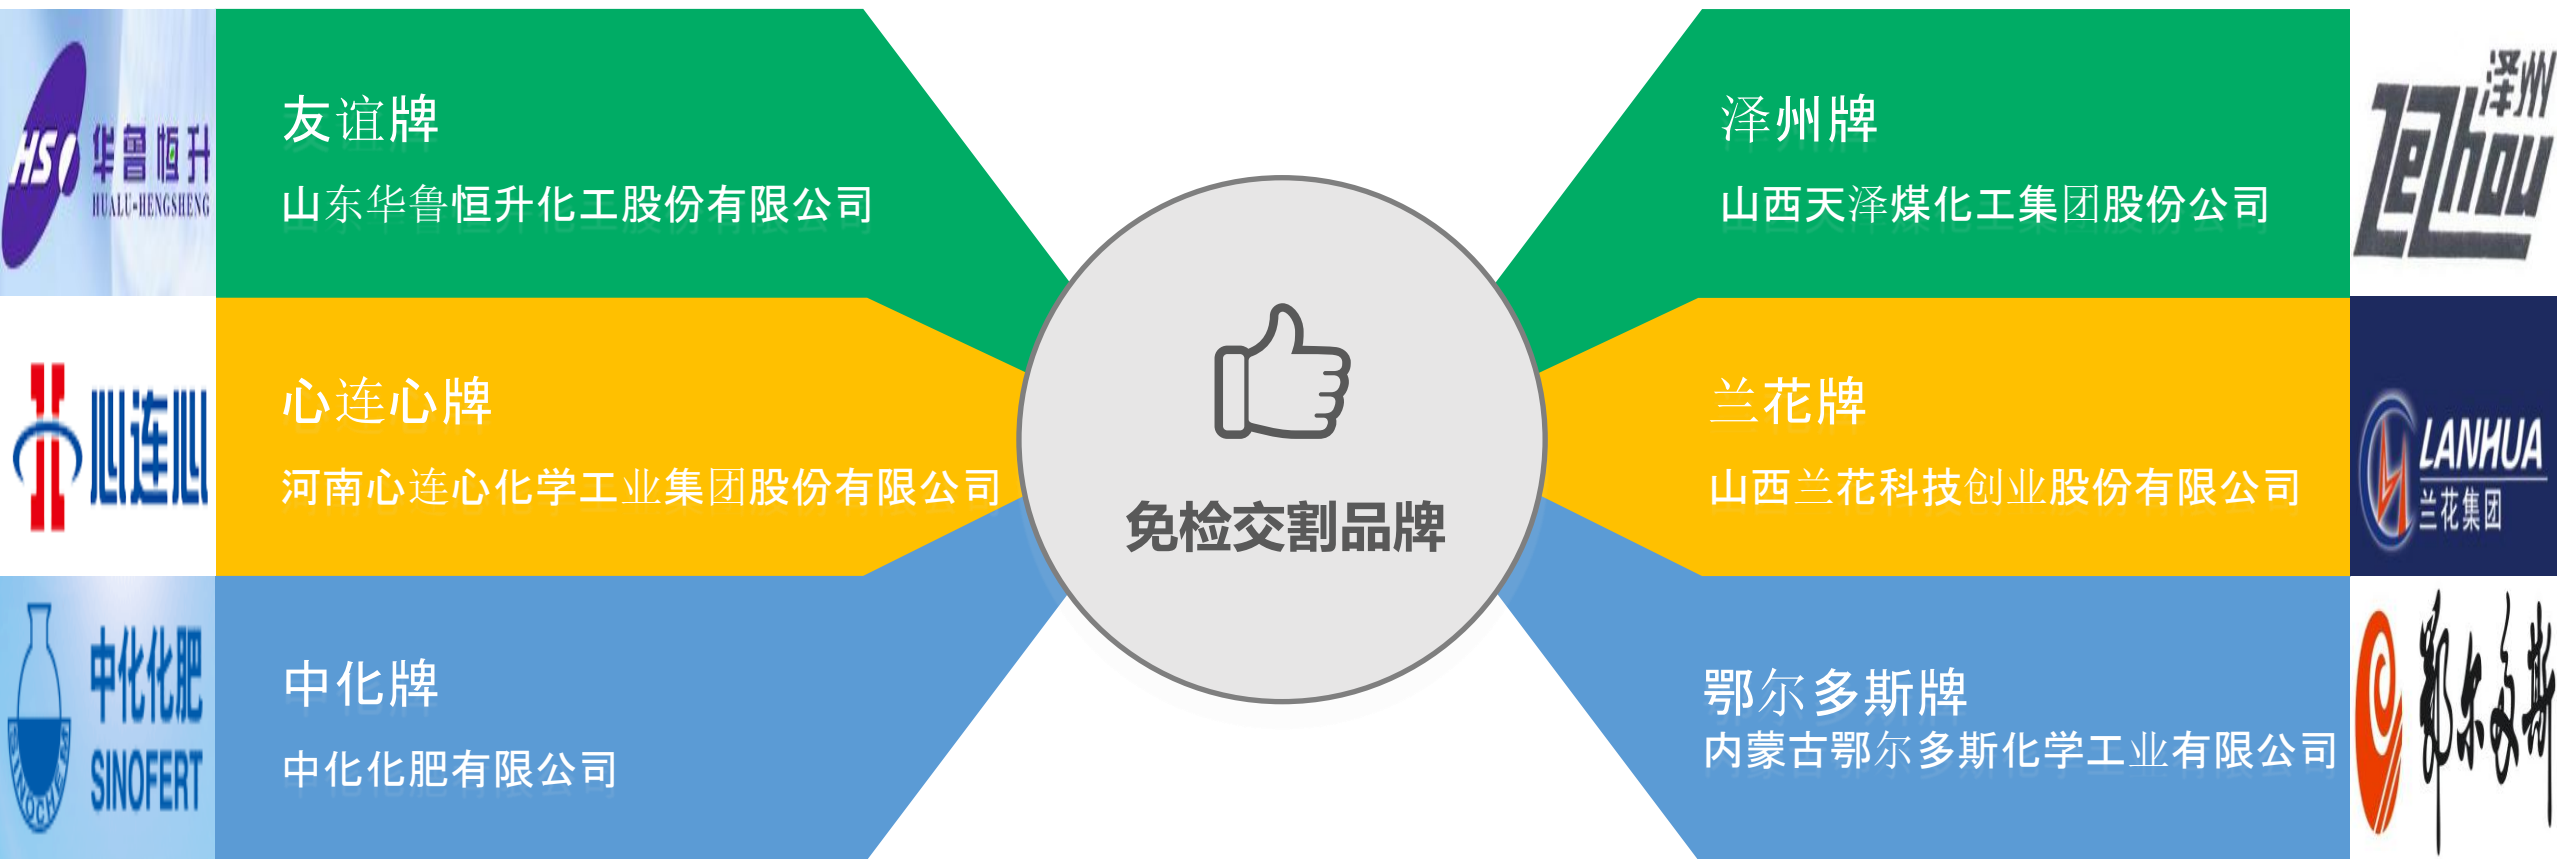 HS
华鲁恒升
HUALU-HENGSHENG
友谊牌
山东华鲁恒升化工股份有限公司
心连心
心连心牌
河南心连心化学工业集团股份有限公司
SINOCHEM
中化化肥
SINOFERT
中化牌
中化化肥有限公司
免检交割品牌
泽州牌
山西天泽煤化工集团股份公司
泽州
ZeZhou
兰花牌
山西兰花科技创业股份有限公司
LANHUA
兰花集团
鄂尔多斯牌
内蒙古鄂尔多斯化学工业有限公司
鄂尔多斯